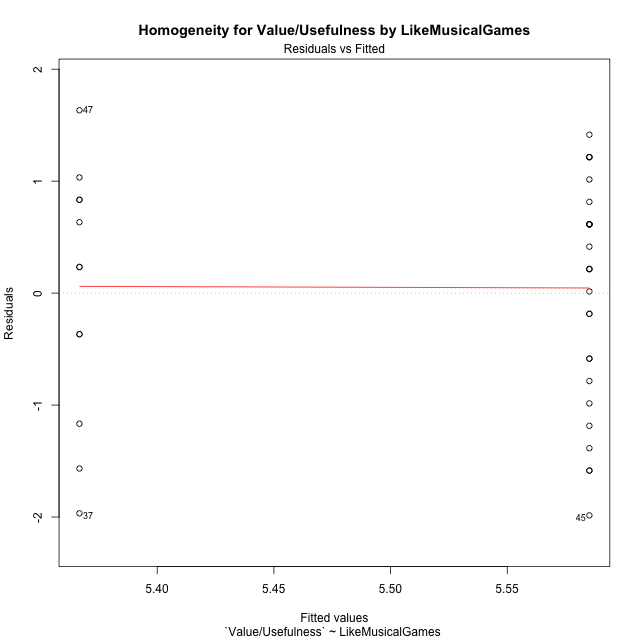 Homogeneity for Value/Usefulness by LikeMusicalGames
Residuals vs Fitted
2
1
0
-1
-2
Residuals
47
37
45
5.40 5.45 5.50 5.55
Fitted values
`Value/Usefulness` ~ LikeMusicalGames